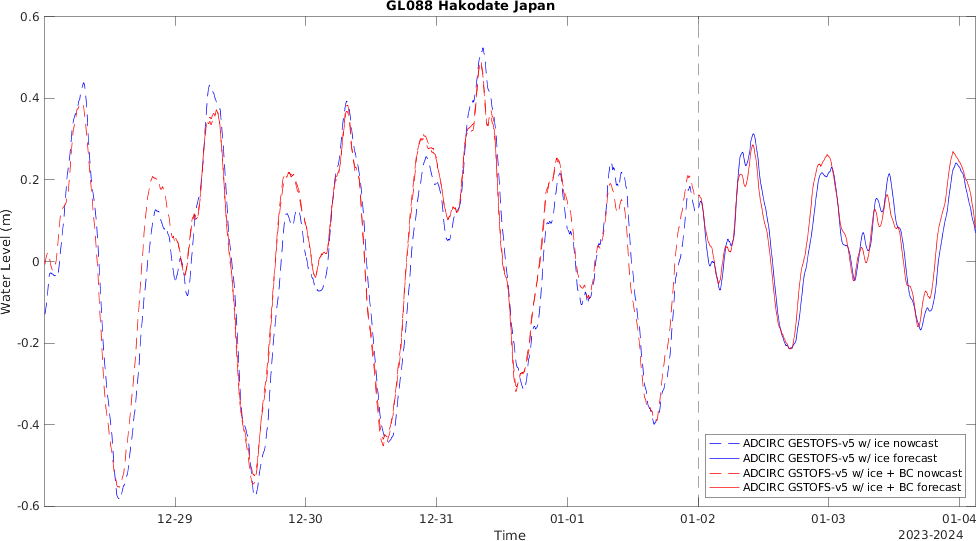 GL088 Hakodate Japan
0.6
0.4
0.2
0
-0.2
-0.4
-0.6
Water Level (m)
ADCIRC GESTOFS-v5 w/ ice nowcast
ADCIRC GESTOFS-v5 w/ ice forecast
ADCIRC GSTOFS-v5 w/ ice + BC nowcast
ADCIRC GSTOFS-v5 w/ ice + BC forecast
12-29 12-30 12-31 01-01 01-02 01-03 01-04
Time
2023-2024